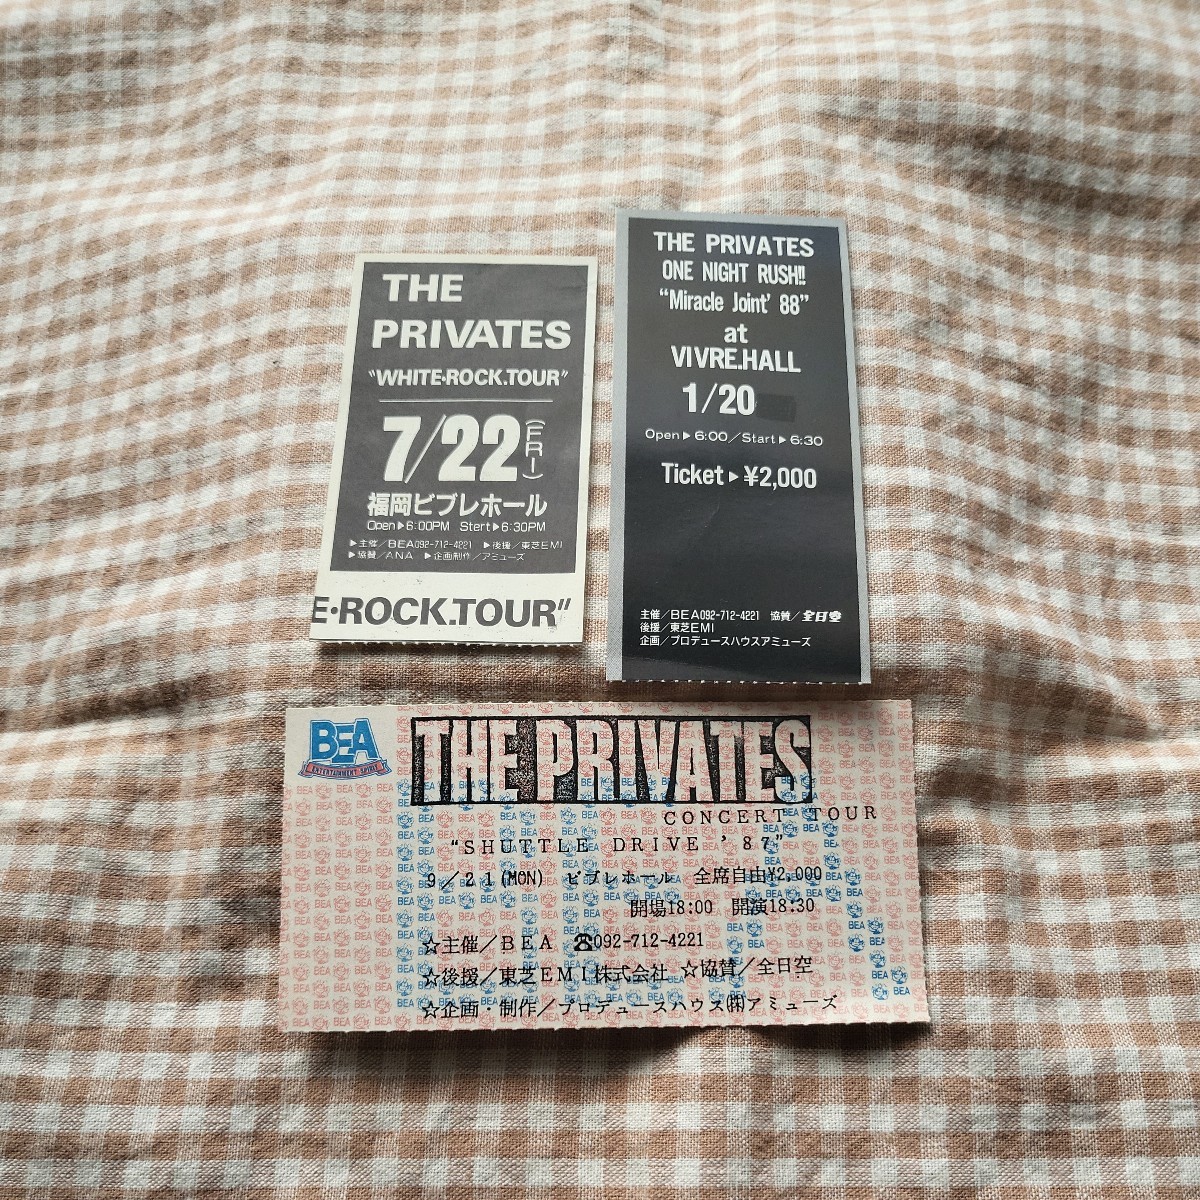 THE
PRIVATES
"WHITE・ROCK.TOUR"
7/22(FRI)
福岡ビブレホール
Open▶6:00PM Start▶6:30PM
▶主催/BEA092-712-4221 ▶後援/東芝EMI
▶協賛/ANA ▶企画制作/アミューズ
E・ROCK.TOUR"
THE PRIVATES
ONE NIGHT RUSH!!
"Miracle Joint' 88"
at
VIVRE.HALL
1/20
Open▶6:00/Start▶6:30
Ticket▶¥2,000
主催/BEA092-712-4221 協賛/全日空
後援/東芝EMI
企画/プロデュースハウスアミューズ
BEA
ENTERTAINMENT SPIRIT
THE PRIVATES
CONCERT TOUR
"SHUTTLE DRIVE '87"
9/21(MON) ビブレホール 全席自由¥2,000
開場18:00 開演18:30
☆主催/BEA ☎092-712-4221
☆後援/東芝EMI株式会社 ☆協賛/全日空
☆企画・制作/プロデュースハウス㈱アミューズ